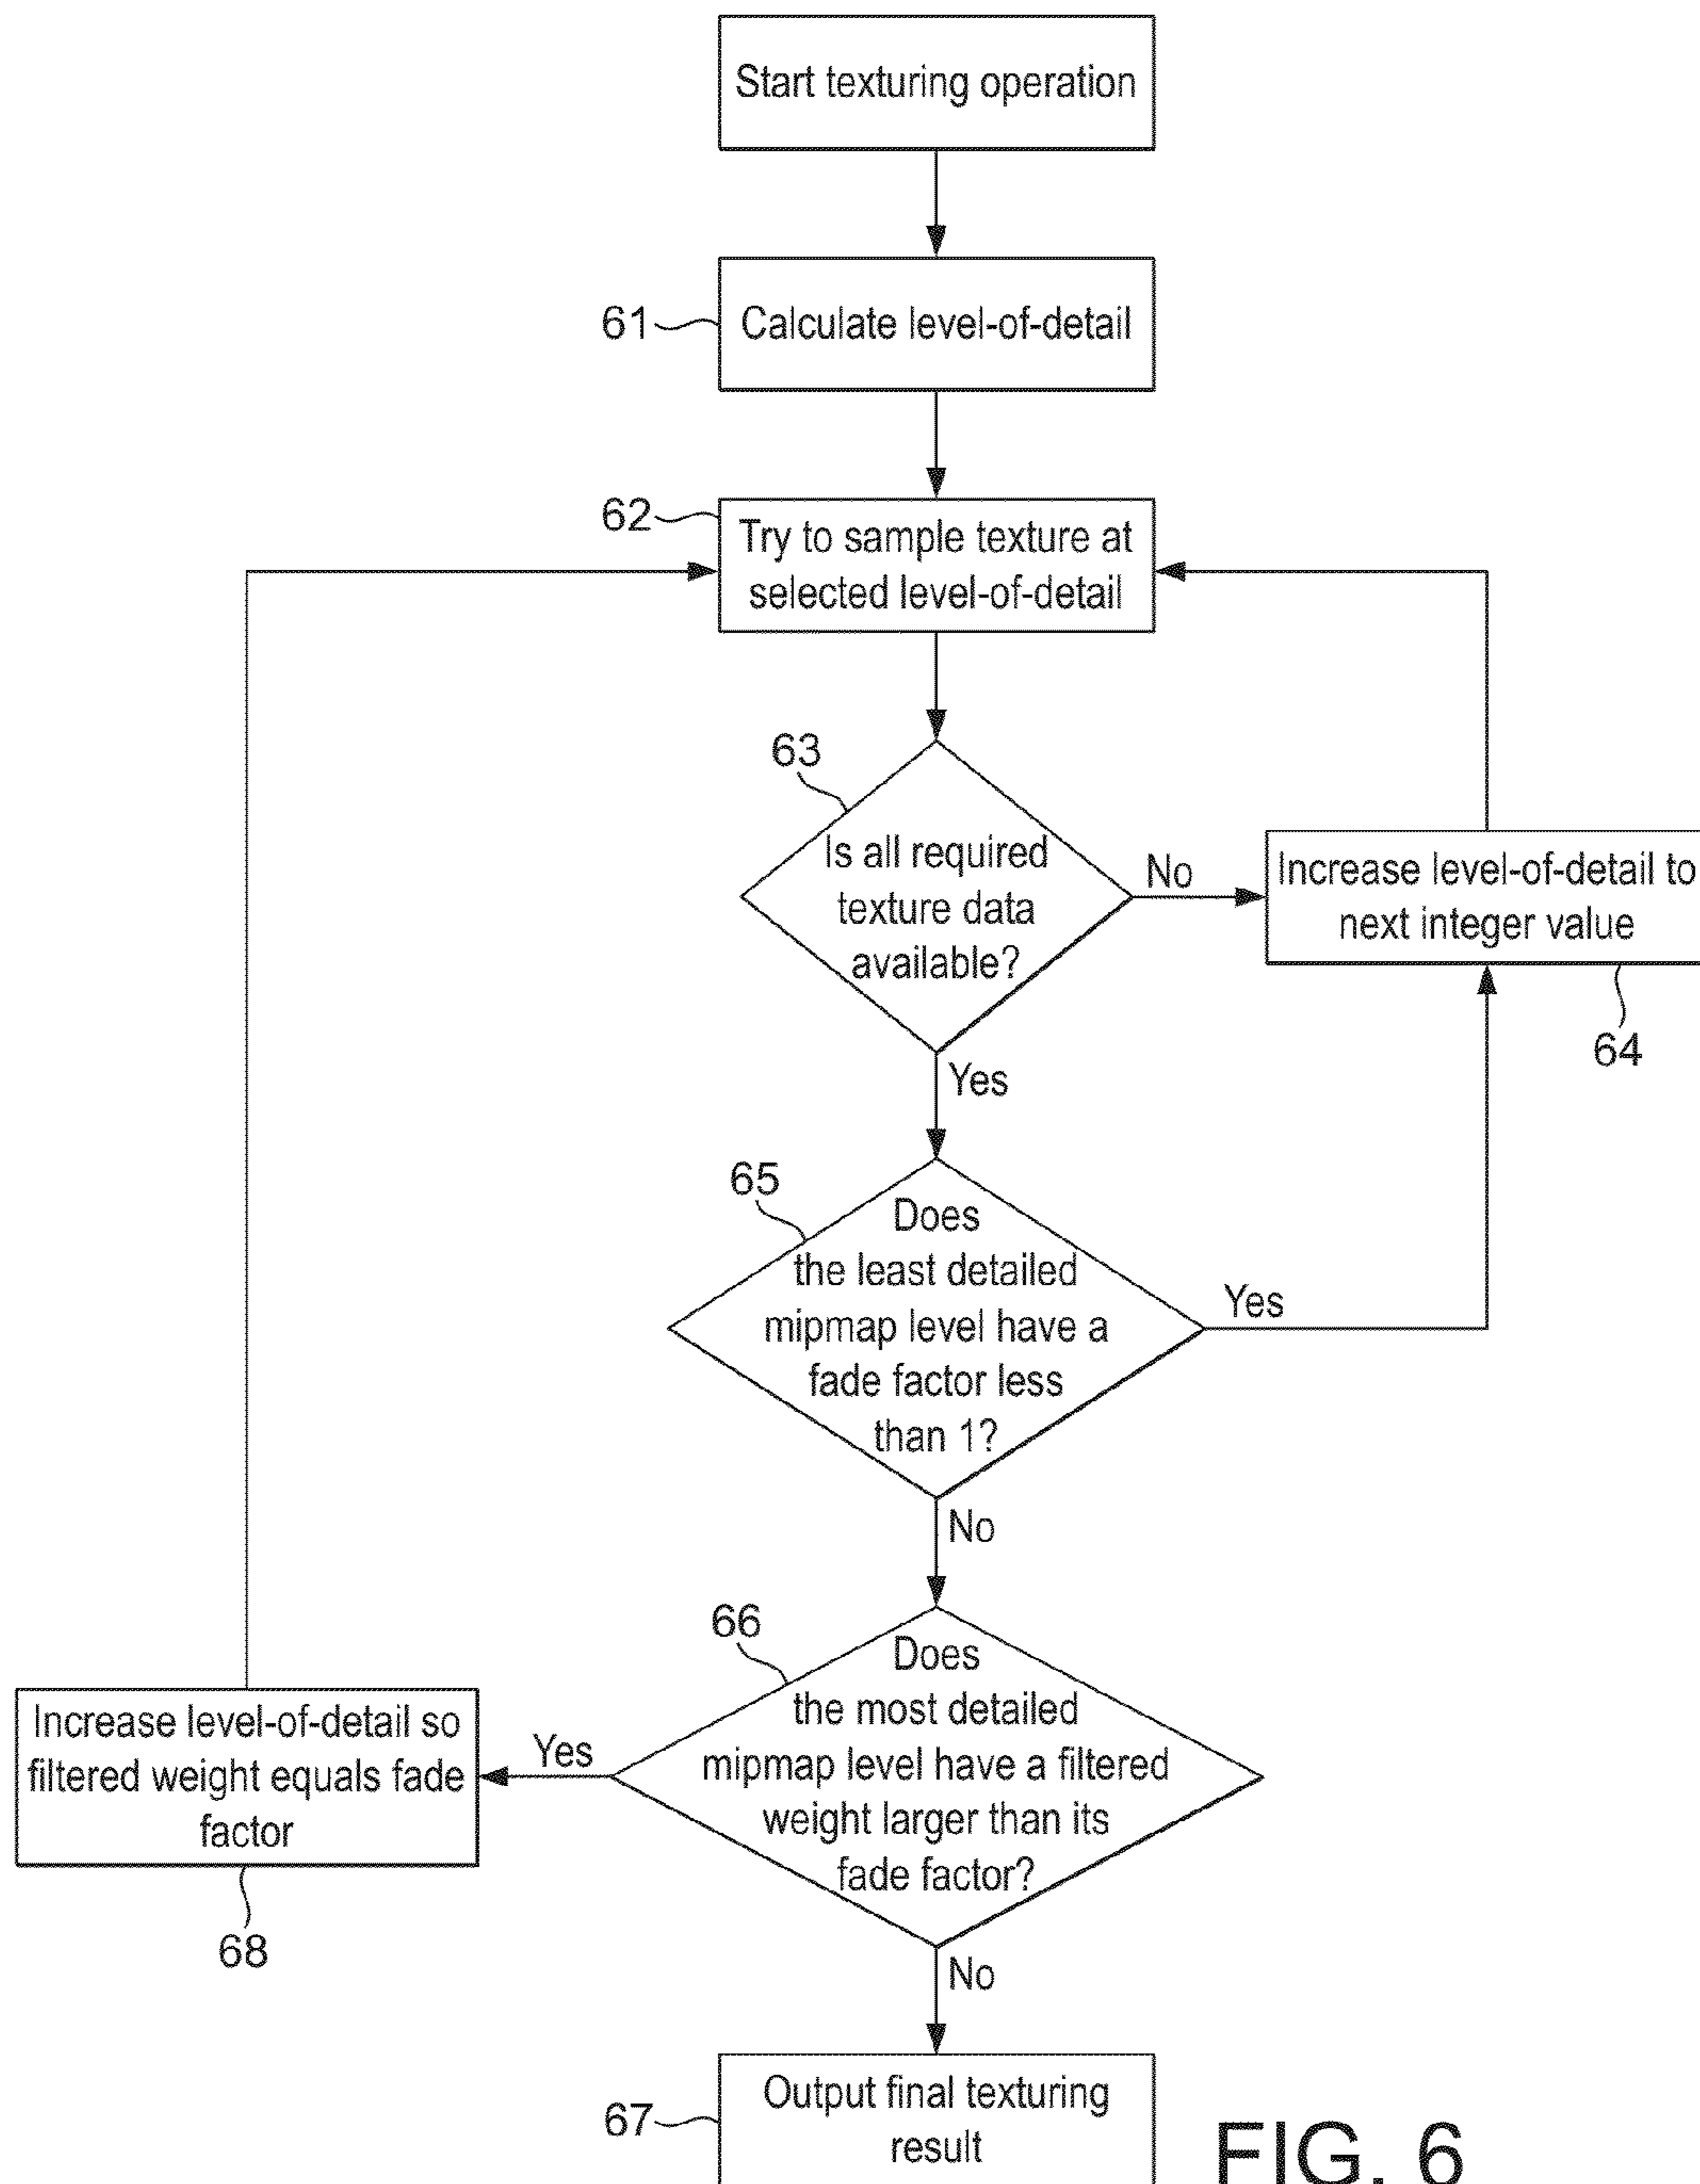 Start texturing operation
61
Calculate level-of-detail
62
Try to sample texture at
selected level-of-detail
63
Is all required
texture data
available?
No
Increase level-of-detail to
next integer value
64
Yes
65
Does
the least detailed
mipmap level have a
fade factor less
than 1?
Yes
No
66
Does
the most detailed
mipmap level have a filtered
weight larger than its
fade factor?
Yes
Increase level-of-detail so
filtered weight equals fade
factor
68
No
67
Output final texturing
result
FIG. 6